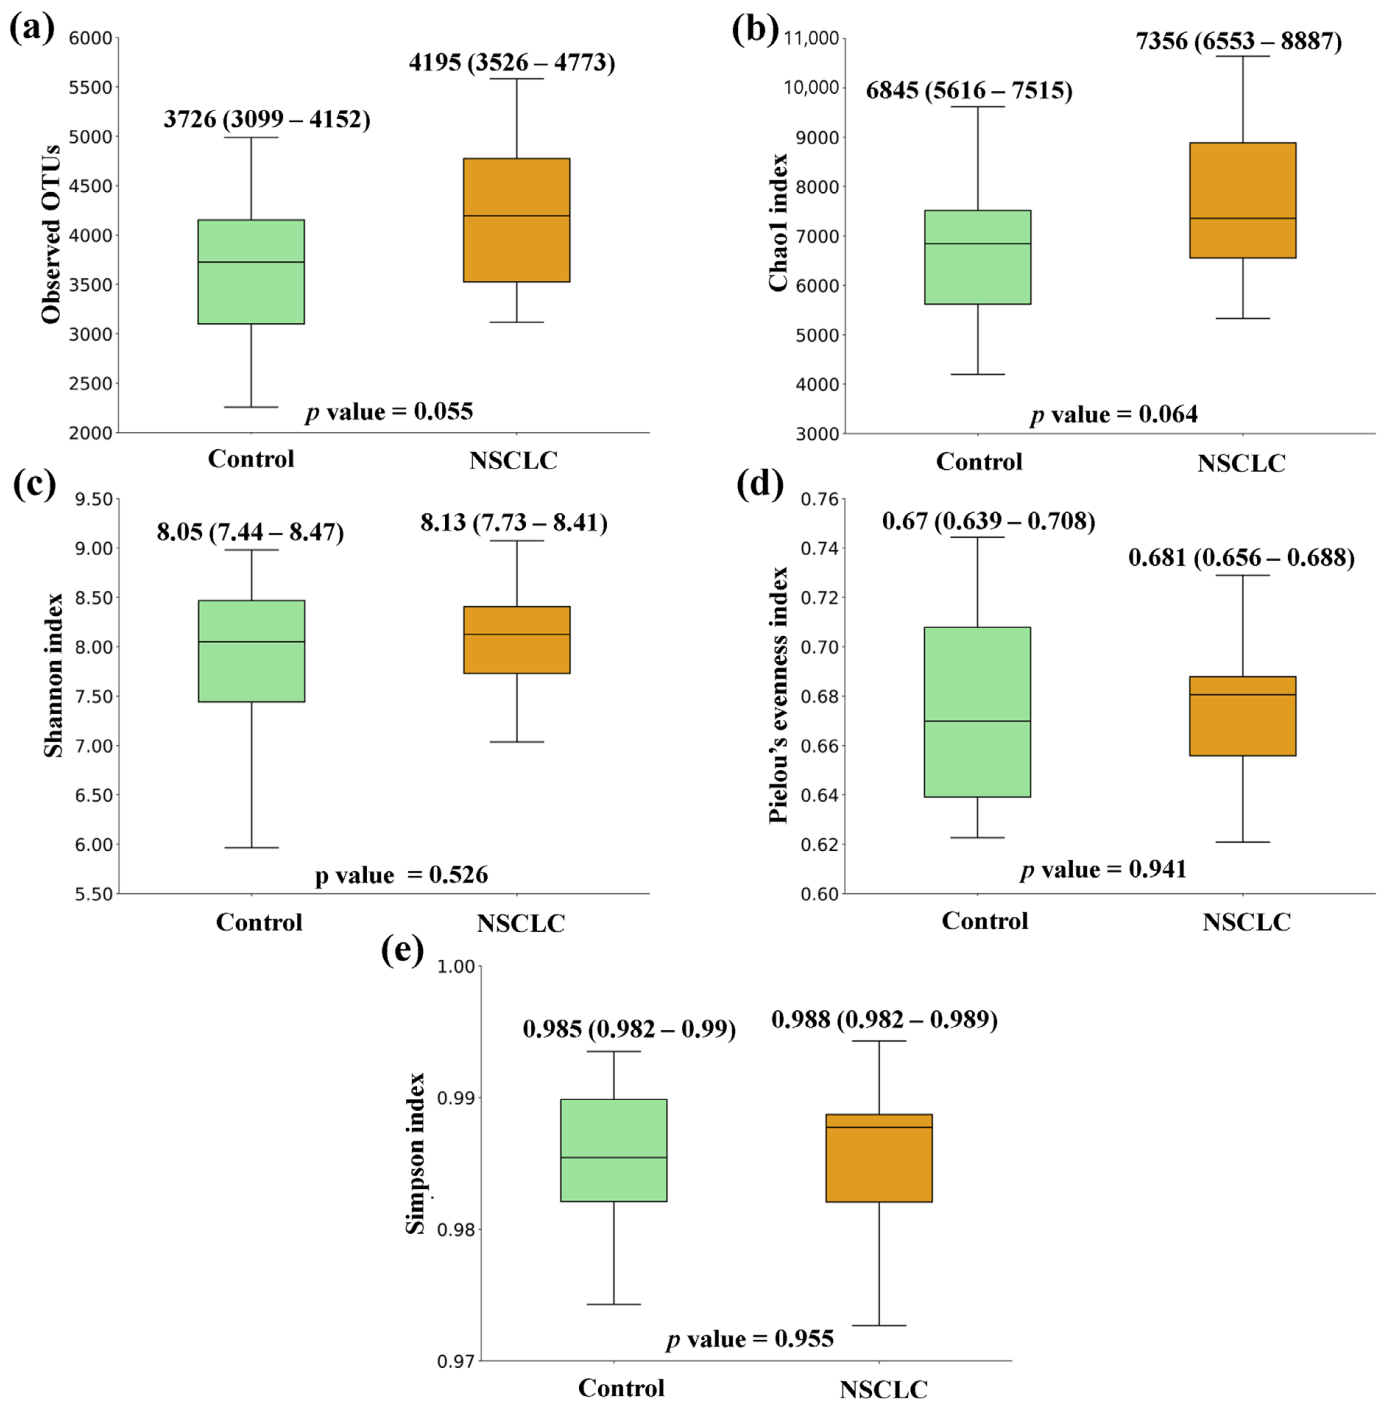 (a)
6000
5500
5000
4500
4000
3500
3000
2500
2000
Observed OTUs
3726 (3099 – 4152)
4195 (3526 – 4773)
p value = 0.055
Control
NSCLC
(b)
11,000
10,000
9000
8000
7000
6000
5000
4000
3000
Chao1 index
6845 (5616 – 7515)
7356 (6553 – 8887)
p value = 0.064
Control
NSCLC
(c)
9.50
9.00
8.50
8.00
7.50
7.00
6.50
6.00
5.50
Shannon index
8.05 (7.44 – 8.47)
8.13 (7.73 – 8.41)
p value = 0.526
Control
NSCLC
(d)
0.76
0.74
0.72
0.70
0.68
0.66
0.64
0.62
0.60
Pielou’s evenness index
0.67 (0.639 – 0.708)
0.681 (0.656 – 0.688)
p value = 0.941
Control
NSCLC
(e)
1.00
0.99
0.98
0.97
Simpson index
0.985 (0.982 – 0.99)
0.988 (0.982 – 0.989)
p value = 0.955
Control
NSCLC